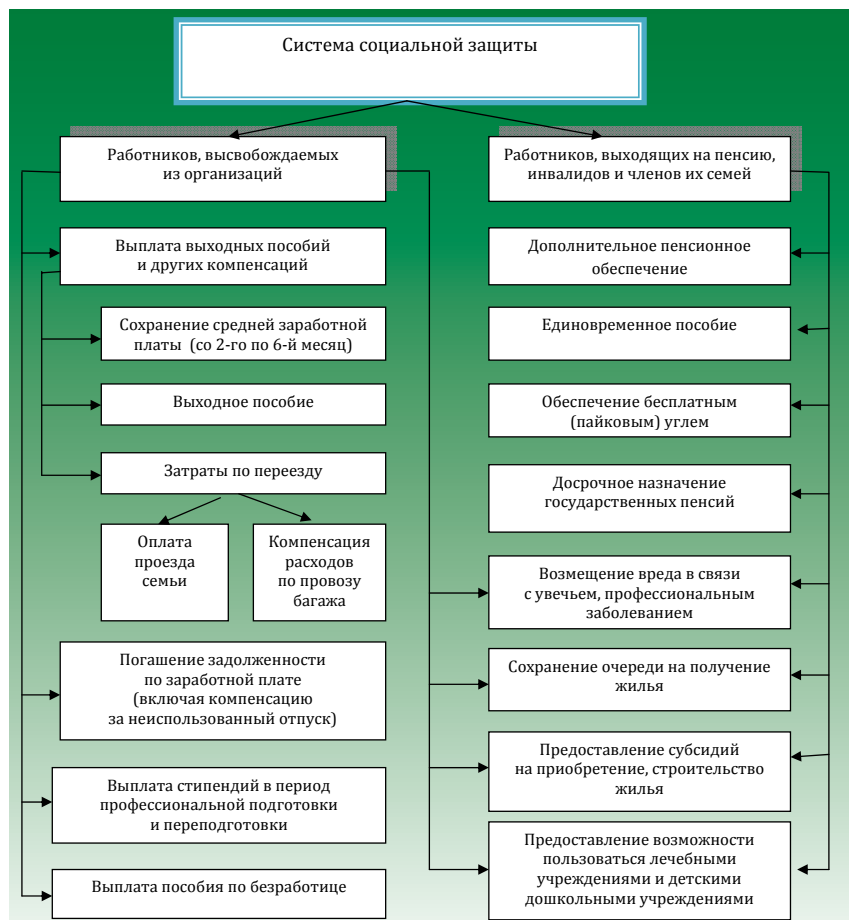 Система социальной защиты
Работников, высвобождаемых
из организаций
Выплата выходных пособий
и других компенсаций
Сохранение средней заработной
платы (со 2-го по 6-й месяц)
Выходное пособие
Затраты по переезду
Оплата
проезда
семьи
Компенсация
расходов
по провозу
багажа
Погашение задолженности
по заработной плате
(включая компенсацию
за неиспользованный отпуск)
Выплата стипендий в период
профессиональной подготовки
и переподготовки
Выплата пособия по безработице
Работников, выходящих на пенсию,
инвалидов и членов их семей
Дополнительное пенсионное
обеспечение
Единовременное пособие
Обеспечение бесплатным
(пайковым) углем
Досрочное назначение
государственных пенсий
Возмещение вреда в связи
с увечьем, профессиональным
заболеванием
Сохранение очереди на получение
жилья
Предоставление субсидий
на приобретение, строительство
жилья
Предоставление возможности
пользоваться лечебными
учреждениями и детскими
дошкольными учреждениями